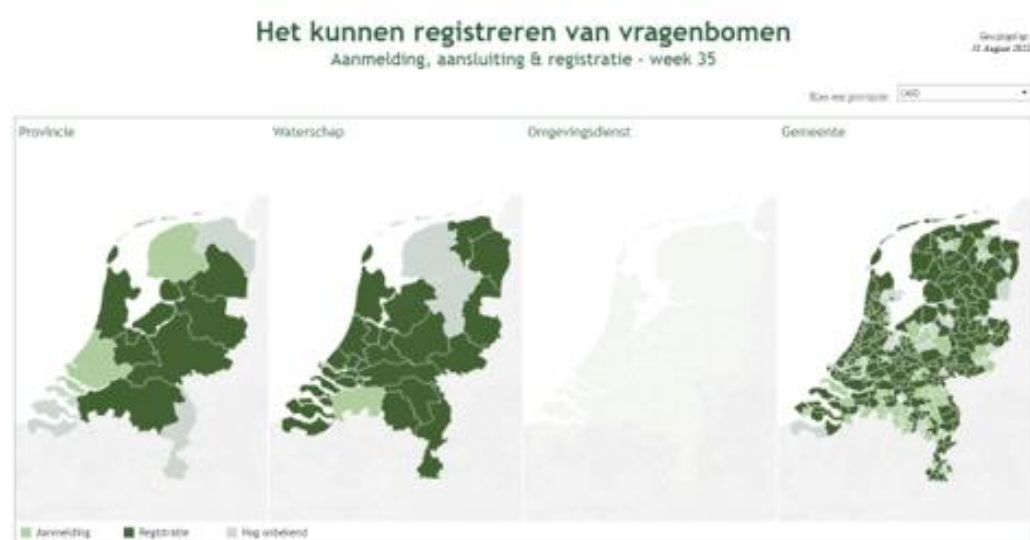 Het kunnen registreren van vragenbomen
Aanmelding, aansluiting & registratie - week 35
Provincie
Waterschap
Omgevingsdienst
Gemeente
Aanmelding
Registratie
Nog onbekend